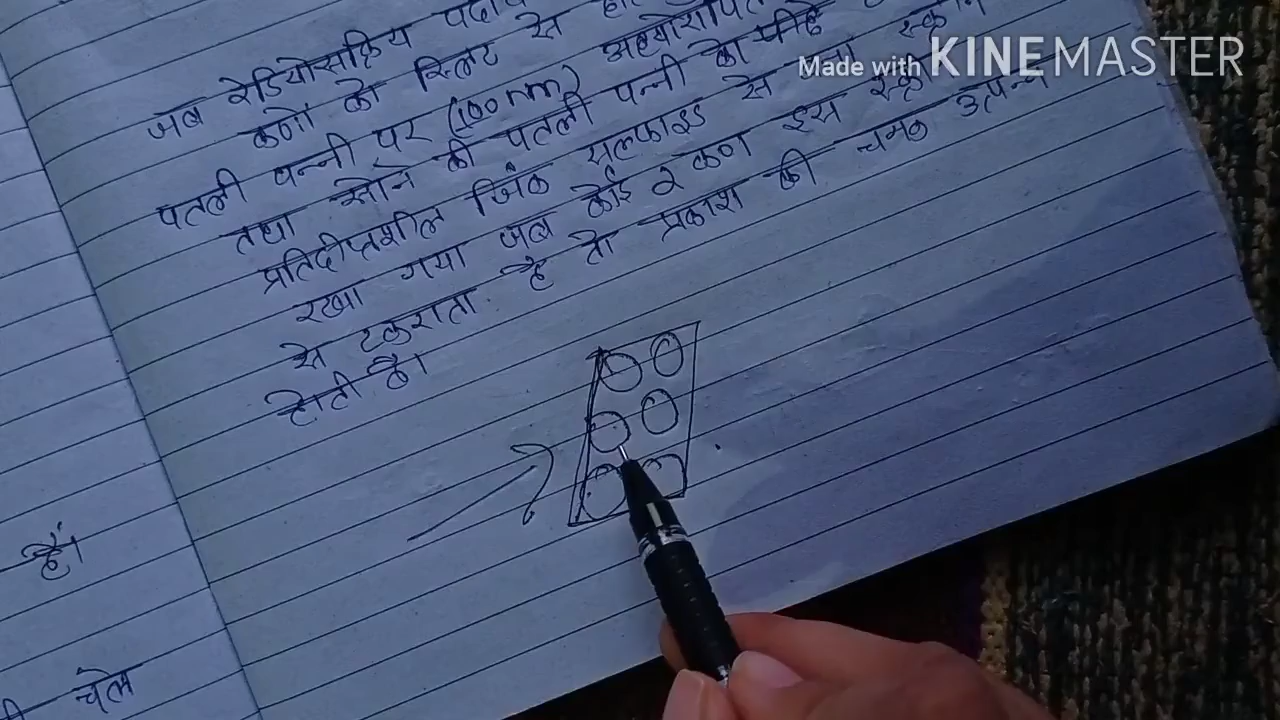 जब रेडियोसक्रिय पदार्थ
कणों को स्लिट से
पतली पन्नी पर (100 nm)
तथा सोने की पतली पन्नी को पीछे
प्रतिदीप्तशील जिंक सल्फाइड से बना स्क्रीन
रखा गया जब कोई α कण इस स्क्रीन
से टकराता है तो प्रकाश की चमक उत्पन्न
होती है।
है।
चेल
Made with KINEMASTER